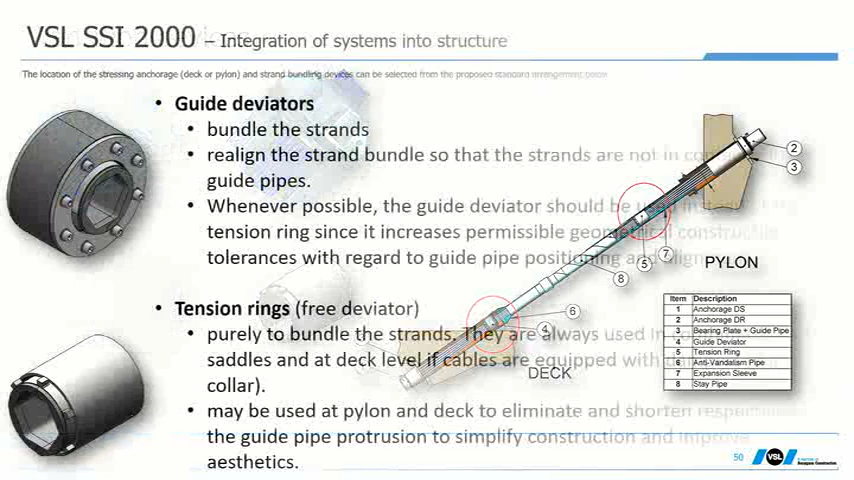 VSL SSI 2000 – Integration of systems into structure
The location of the stressing anchorage (deck or pylon) and strand bundling devices can be selected from the proposed standard arrangement below
• Guide deviators
• bundle the strands
• realign the strand bundle so that the strands are not in
guide pipes.
• Whenever possible, the guide deviator should be used instead of
tension ring since it increases permissible geometrical construction
tolerances with regard to guide pipe positioning and
• Tension rings (free deviator)
• purely to bundle the strands. They are always used in
saddles and at deck level if cables are equipped with
collar).
• may be used at pylon and deck to eliminate and shorten
the guide pipe protrusion to simplify construction and improve
aesthetics.
2
3
7
5
8
6
4
PYLON
DECK
Item Description
1 Anchorage DS
2 Anchorage DR
3 Bearing Plate + Guide Pipe
4 Guide Deviator
5 Tension Ring
6 Anti-Vandalism Pipe
7 Expansion Sleeve
8 Stay Pipe
50
VSL